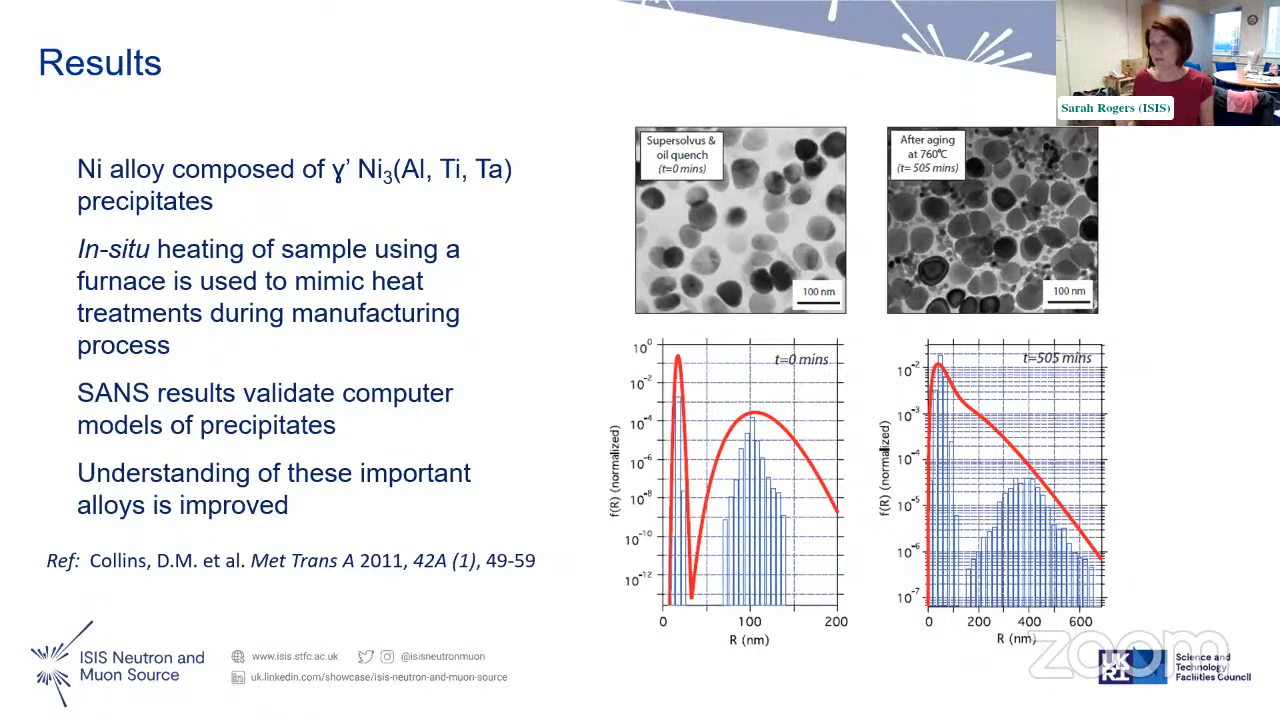 Results
Sarah Rogers (ISIS)
Ni alloy composed of ɣ’ Ni3(Al, Ti, Ta)
precipitates
In-situ heating of sample using a
furnace is used to mimic heat
treatments during manufacturing
process
SANS results validate computer
models of precipitates
Understanding of these important
alloys is improved
Ref: Collins, D.M. et al. Met Trans A 2011, 42A (1), 49-59
Supersolvus &
oil quench
(t=0 mins)
100 nm
After aging
at 760℃
(t= 505 mins)
100 nm
t=0 mins
f(R) (normalized)
10^0
10^-2
10^-4
10^-6
10^-8
10^-10
10^-12
0 100 200
R (nm)
t=505 mins
f(R) (normalized)
10^-2
10^-3
10^-4
10^-5
10^-6
10^-7
0 200 400 600
R (nm)
ISIS Neutron and
Muon Source
www.isis.stfc.ac.uk
@isisneutronmuon
uk.linkedin.com/showcase/isis-neutron-and-muon-source
zoom
UKRI
Science and
Technology
Facilities Council